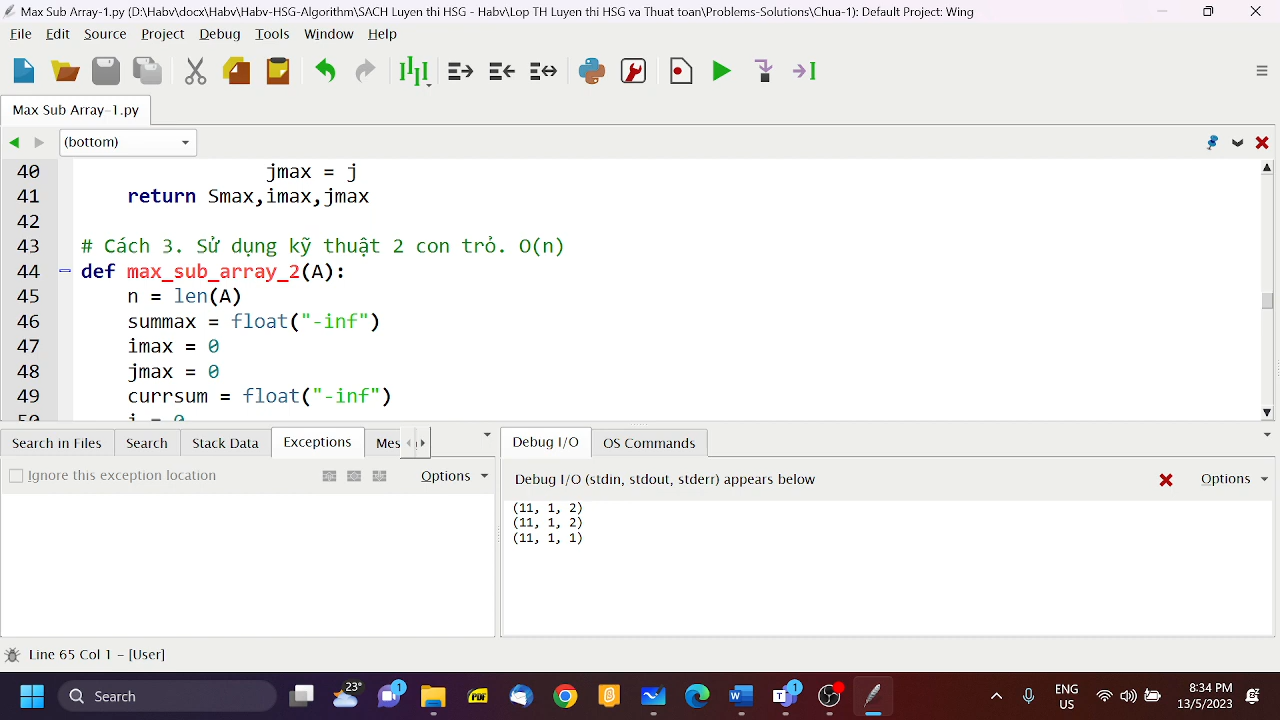 Max Sub Array-1.py (D:\Habv\docx\Habv\Habv-HSG-Algorithm\SACH Luyen thi HSG - Habv\Lop TH Luyen thi HSG va Thuat toan\Problems-Solutions\Chua-1): Default Project: Wing
File Edit Source Project Debug Tools Window Help
Max Sub Array-1.py
(bottom)
40 jmax = j
41 return Smax,imax,jmax
42
43 # Cách 3. Sử dụng kỹ thuật 2 con trỏ. O(n)
44 def max_sub_array_2(A):
45 n = len(A)
46 summax = float("-inf")
47 imax = 0
48 jmax = 0
49 currsum = float("-inf")
50 i = 0
Search in Files Search Stack Data Exceptions Mes
Debug I/O OS Commands
Ignore this exception location Options
Debug I/O (stdin, stdout, stderr) appears below Options
(11, 1, 2)
(11, 1, 2)
(11, 1, 1)
Line 65 Col 1 – [User]
Search 23° 1 PDF 1 ENG US 8:34 PM 13/5/2023